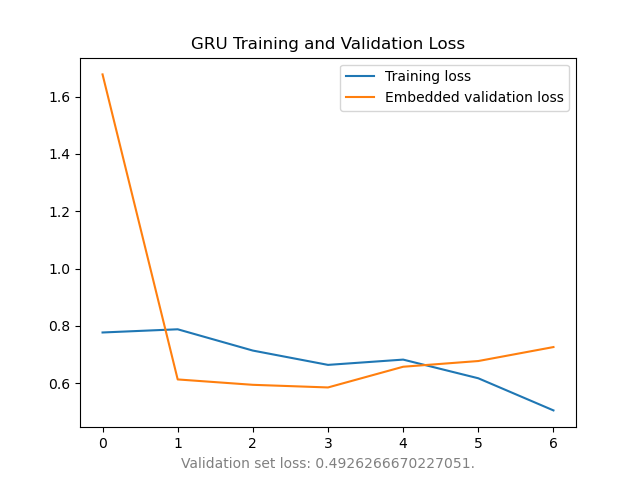 GRU Training and Validation Loss
Training loss
Embedded validation loss
1.6
1.4
1.2
1.0
0.8
0.6
0 1 2 3 4 5 6
Validation set loss: 0.4926266670227051.